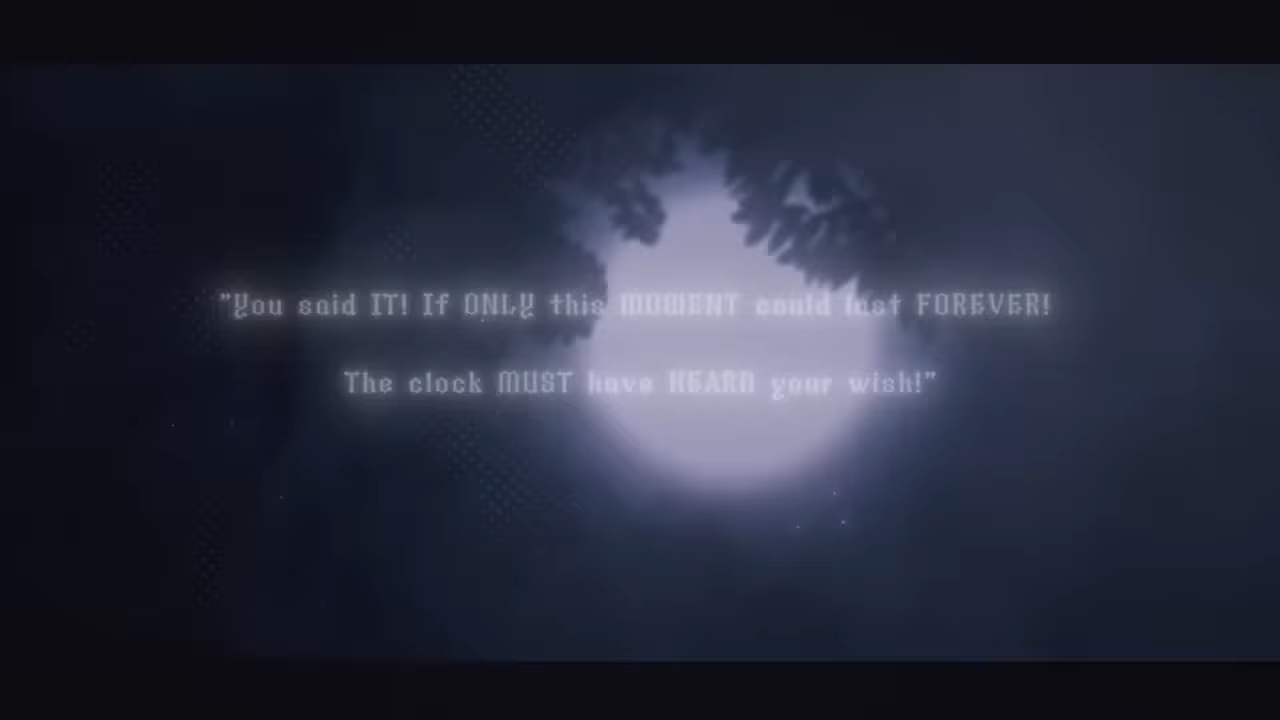 "You said IT! If ONLY this MOMENT could last FOREVER!
The clock MUST have HEARD your wish!"